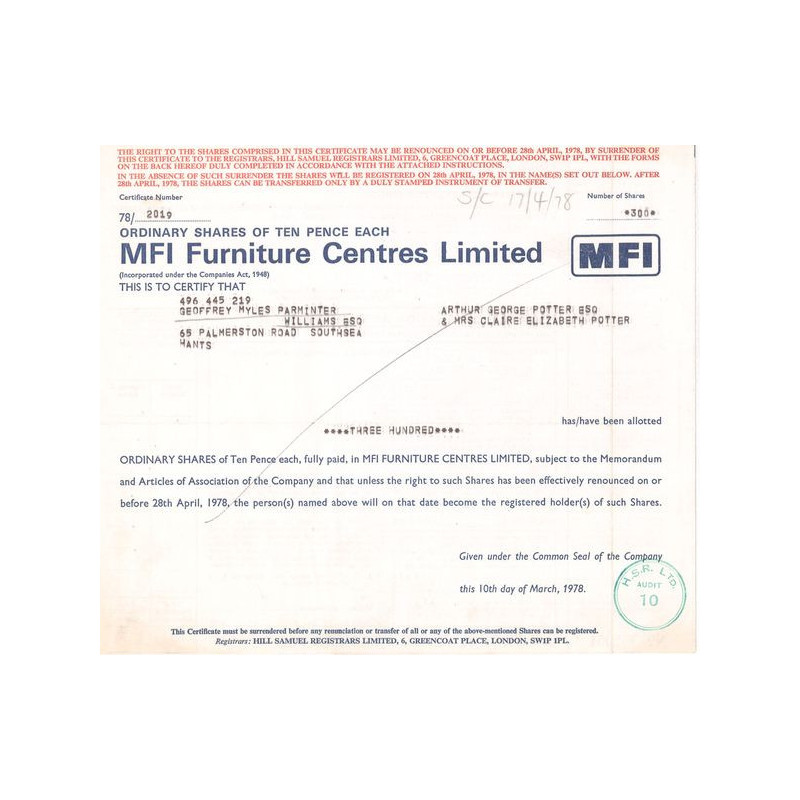 THE RIGHT TO THE SHARES COMPRISED IN THIS CERTIFICATE MAY BE RENOUNCED ON OR BEFORE 28th APRIL, 1978, BY SURRENDER OF
THIS CERTIFICATE TO THE REGISTRARS, HILL SAMUEL REGISTRARS LIMITED, 6, GREENCOAT PLACE, LONDON, SW1P 1PL, WITH THE FORMS
ON THE BACK HEREOF DULY COMPLETED IN ACCORDANCE WITH THE ATTACHED INSTRUCTIONS.
IN THE ABSENCE OF SUCH SURRENDER THE SHARES WILL BE REGISTERED ON 28th APRIL, 1978, IN THE NAME(S) SET OUT BELOW. AFTER
28th APRIL, 1978, THE SHARES CAN BE TRANSFERRED ONLY BY A DULY STAMPED INSTRUMENT OF TRANSFER.
S/C 17/4/78
Certificate Number Number of Shares
78/ 2019 *300*
ORDINARY SHARES OF TEN PENCE EACH
MFI Furniture Centres Limited MFI
(Incorporated under the Companies Act, 1948)
THIS IS TO CERTIFY THAT
496 445 219
GEOFFREY MYLES PARMINTER ARTHUR GEORGE POTTER ESQ
WILLIAMS ESQ & MRS CLAIRE ELIZABETH POTTER
65 PALMERSTON ROAD SOUTHSEA
HANTS
has/have been allotted
****THREE HUNDRED****
ORDINARY SHARES of Ten Pence each, fully paid, in MFI FURNITURE CENTRES LIMITED, subject to the Memorandum
and Articles of Association of the Company and that unless the right to such Shares has been effectively renounced on or
before 28th April, 1978, the person(s) named above will on that date become the registered holder(s) of such Shares.
Given under the Common Seal of the Company
this 10th day of March, 1978.
H.S.R. LTD.
AUDIT
10
This Certificate must be surrendered before any renunciation or transfer of all or any of the above-mentioned Shares can be registered.
Registrars: HILL SAMUEL REGISTRARS LIMITED, 6, GREENCOAT PLACE, LONDON, SW1P 1PL.